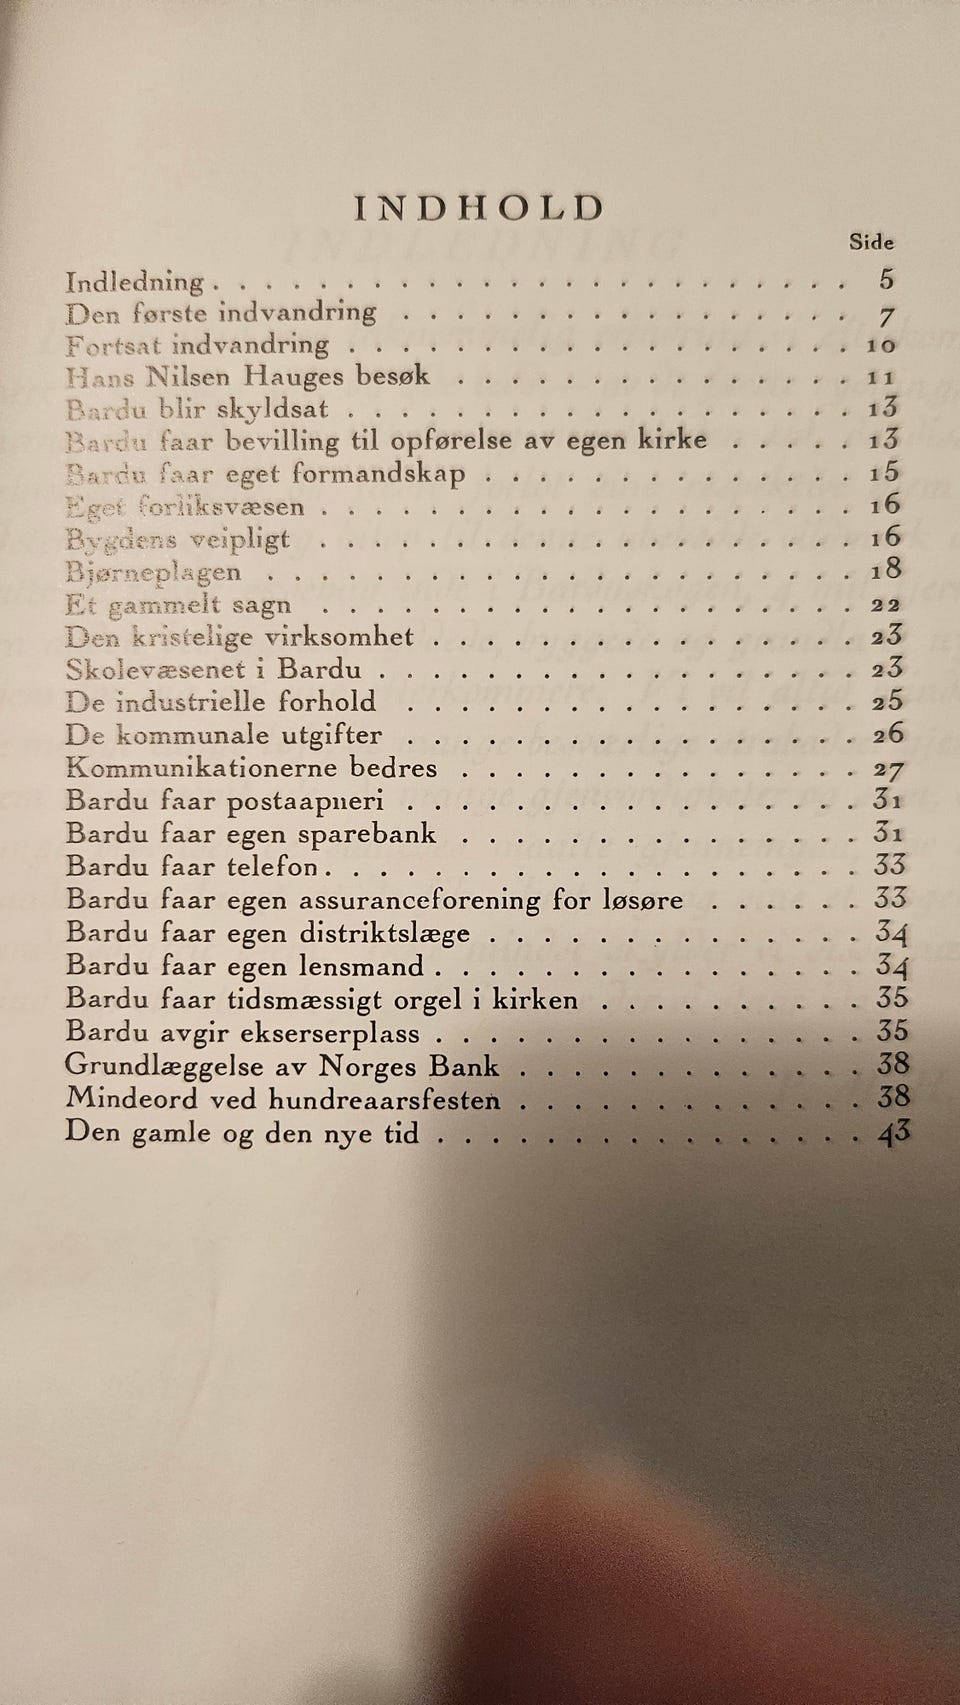 INDHOLD
Side
Indledning . . . . . . . . . . . . . . . . . . . . . . . . 5
Den første indvandring . . . . . . . . . . . . . . . . . 7
Fortsat indvandring . . . . . . . . . . . . . . . . . . . 10
Hans Nilsen Hauges besøk . . . . . . . . . . . . . . . 11
Bardu blir skyldsat . . . . . . . . . . . . . . . . . . . 13
Bardu faar bevilling til opførelse av egen kirke . . . . . 13
Bardu faar eget formandskap . . . . . . . . . . . . . . 15
Eget forliksvæsen . . . . . . . . . . . . . . . . . . . . 16
Bygdens veipligt . . . . . . . . . . . . . . . . . . . . 16
Bjørneplagen . . . . . . . . . . . . . . . . . . . . . . 18
Et gammelt sagn . . . . . . . . . . . . . . . . . . . . 22
Den kristelige virksomhet . . . . . . . . . . . . . . . . 23
Skolevæsenet i Bardu . . . . . . . . . . . . . . . . . . 23
De industrielle forhold . . . . . . . . . . . . . . . . . 25
De kommunale utgifter . . . . . . . . . . . . . . . . . 26
Kommunikationerne bedres . . . . . . . . . . . . . . . 27
Bardu faar postaapneri . . . . . . . . . . . . . . . . . 31
Bardu faar egen sparebank . . . . . . . . . . . . . . . 31
Bardu faar telefon . . . . . . . . . . . . . . . . . . . . 33
Bardu faar egen assuranceforening for løsøre . . . . . . 33
Bardu faar egen distriktslæge . . . . . . . . . . . . . . 34
Bardu faar egen lensmand . . . . . . . . . . . . . . . . 34
Bardu faar tidsmæssigt orgel i kirken . . . . . . . . . . 35
Bardu avgir ekserserplass . . . . . . . . . . . . . . . . 35
Grundlæggelse av Norges Bank . . . . . . . . . . . . . 38
Mindeord ved hundreaarsfesten . . . . . . . . . . . . . 38
Den gamle og den nye tid . . . . . . . . . . . . . . . . 43